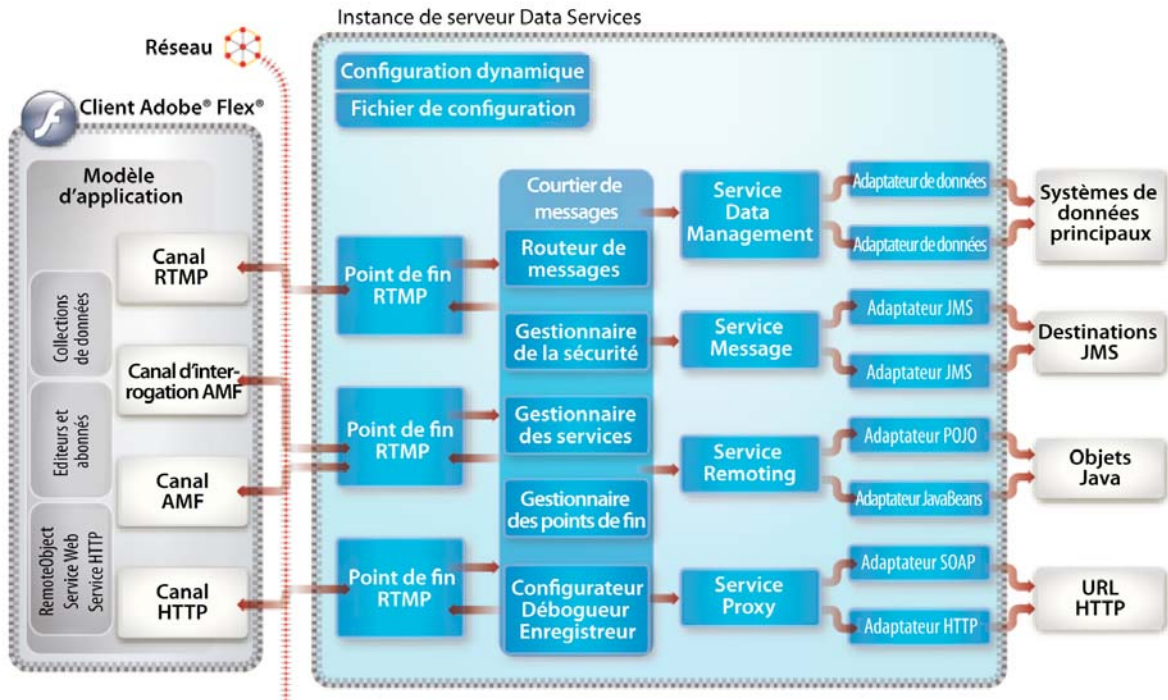 Instance de serveur Data Services
Réseau
Client Adobe® Flex®
Modèle
d'application
Collections
de données
Editeurs et
abonnés
RemoteObject
Service Web
Service HTTP
Canal
RTMP
Canal d'inter-
rogation AMF
Canal
AMF
Canal
HTTP
Configuration dynamique
Fichier de configuration
Point de fin
RTMP
Point de fin
RTMP
Point de fin
RTMP
Courtier de
messages
Routeur de
messages
Gestionnaire
de la sécurité
Gestionnaire
des services
Gestionnaire
des points de fin
Configurateur
Débogueur
Enregistreur
Service
Data
Management
Service
Message
Service
Remoting
Service
Proxy
Adaptateur de données
Adaptateur de données
Adaptateur JMS
Adaptateur JMS
Adaptateur POJO
Adaptateur JavaBeans
Adaptateur SOAP
Adaptateur HTTP
Systèmes de
données
principaux
Destinations
JMS
Objets
Java
URL
HTTP